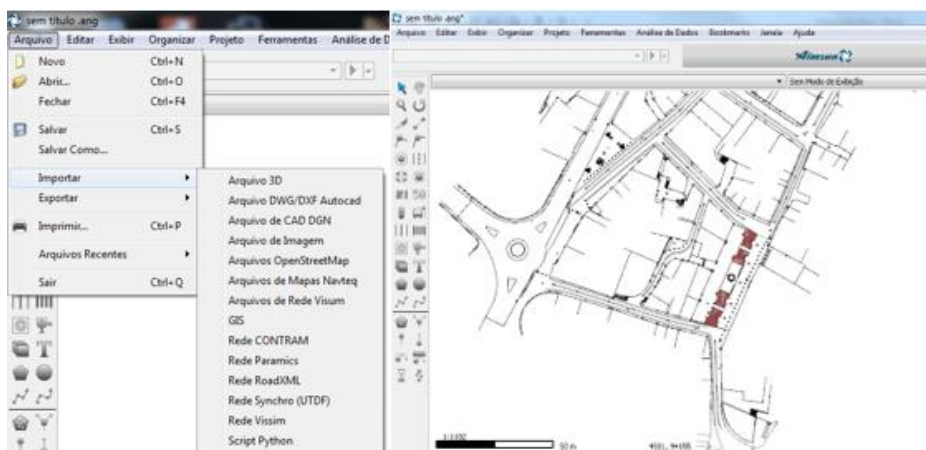 sem título .ang
Arquivo Editar Exibir Organizar Projeto Ferramentas Análise de D
Novo Ctrl+N
Abrir... Ctrl+O
Fechar Ctrl+F4
Salvar Ctrl+S
Salvar Como...
Importar
Exportar
Imprimir... Ctrl+P
Arquivos Recentes
Sair Ctrl+Q
Arquivo 3D
Arquivo DWG/DXF Autocad
Arquivo de CAD DGN
Arquivo de Imagem
Arquivos OpenStreetMap
Arquivos de Mapas Navteq
Arquivos de Rede Visum
GIS
Rede CONTRAM
Rede Paramics
Rede RoadXML
Rede Synchro (UTDF)
Rede Vissim
Script Python
sem título .ang*
Arquivo Editar Exibir Organizar Projeto Ferramentas Análise de Dados Bookmarks Janela Ajuda
Aimsun
Sem Modo de Exibição
50 m